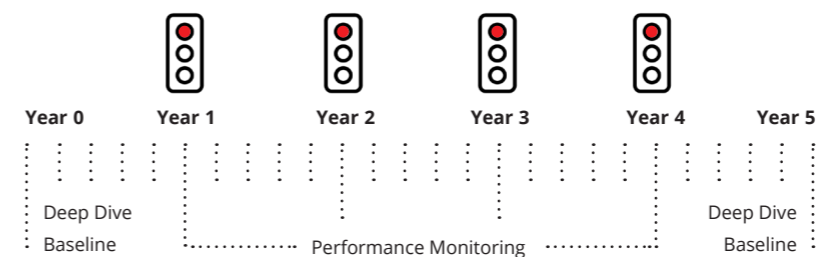 Year 0 Year 1 Year 2 Year 3 Year 4 Year 5
Deep Dive Deep Dive
Baseline Performance Monitoring Baseline